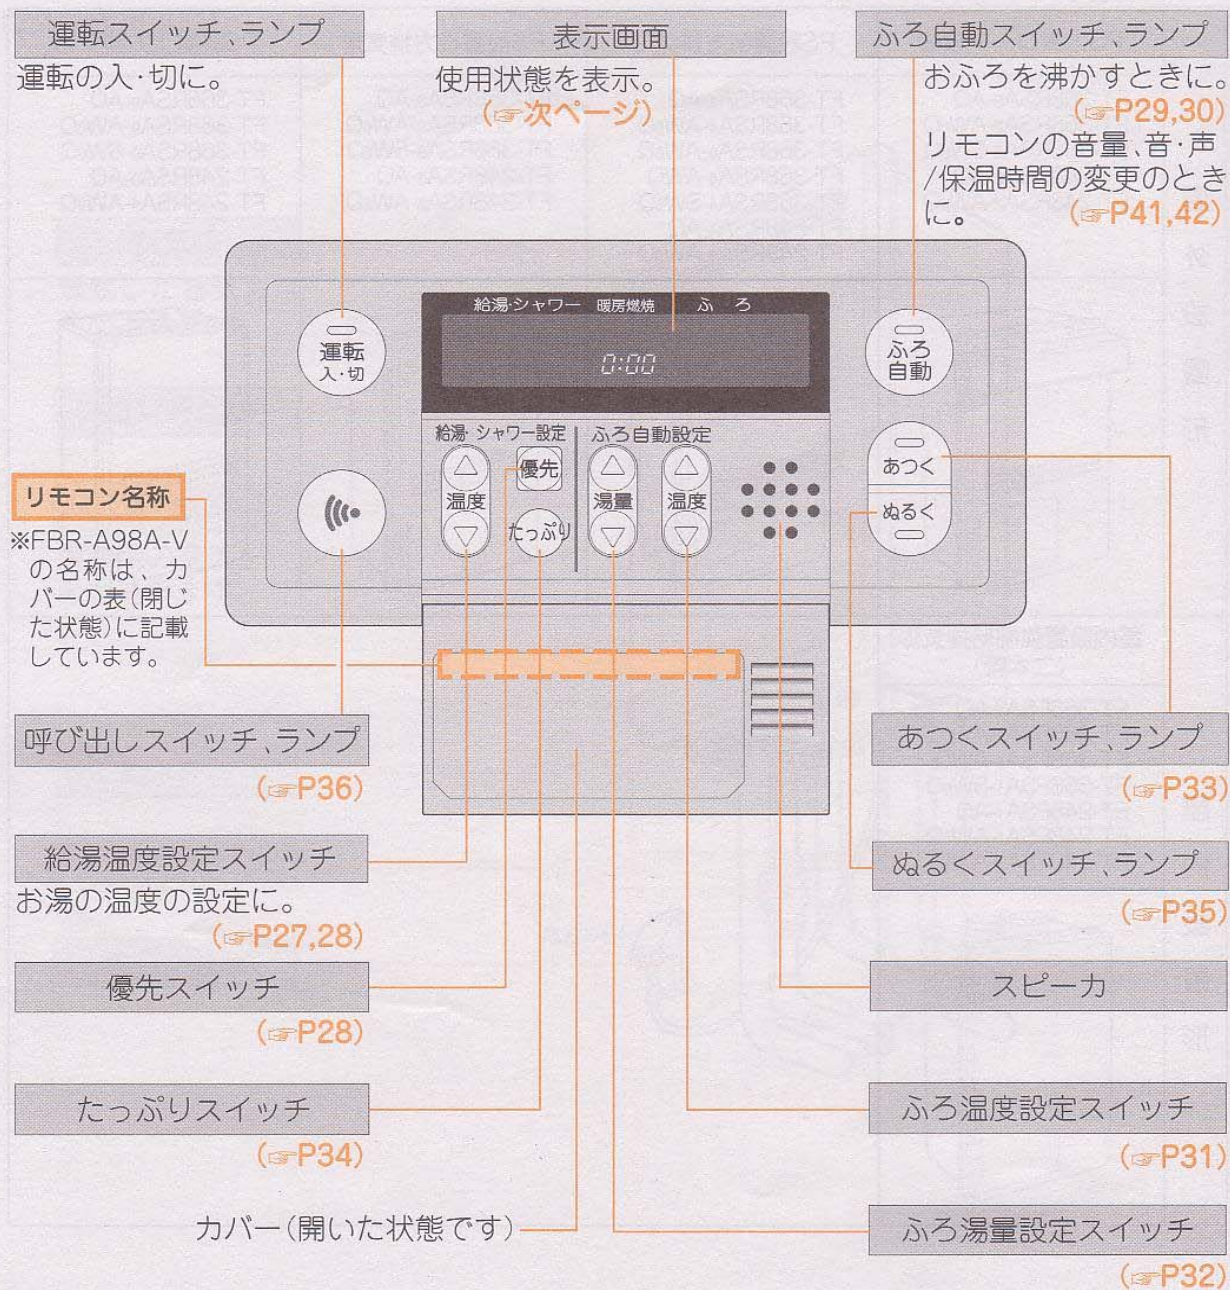 運転スイッチ、ランプ
運転の入・切に。
表示画面
使用状態を表示。
(☞次ページ)
ふろ自動スイッチ、ランプ
おふろを沸かすときに。
(☞P29,30)
リモコンの音量、音・声
/保温時間の変更のとき
に。 (☞P41,42)
給湯・シャワー 暖房燃焼 ふろ
0:00
運転
入・切
ふろ
自動
給湯・シャワー設定 ふろ自動設定
優先
温度
たっぷり
湯量
温度
あつく
ぬるく
リモコン名称
※FBR-A98A-V
の名称は、カ
バーの表(閉じ
た状態)に記載
しています。
呼び出しスイッチ、ランプ
(☞P36)
給湯温度設定スイッチ
お湯の温度の設定に。
(☞P27,28)
優先スイッチ
(☞P28)
たっぷりスイッチ
(☞P34)
カバー(開いた状態です)
あつくスイッチ、ランプ
(☞P33)
ぬるくスイッチ、ランプ
(☞P35)
スピーカ
ふろ温度設定スイッチ
(☞P31)
ふろ湯量設定スイッチ
(☞P32)